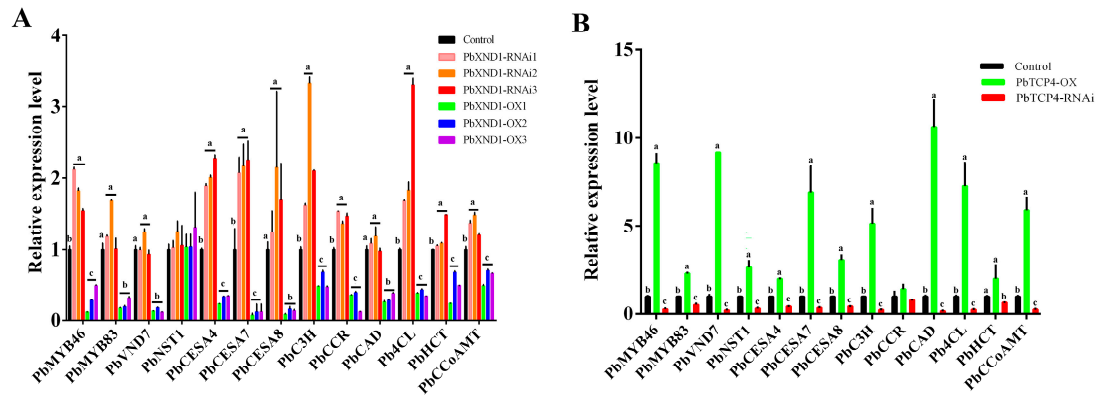 A
Relative expression level
4
3
2
1
0
Control
PbXND1-RNAi1
PbXND1-RNAi2
PbXND1-RNAi3
PbXND1-OX1
PbXND1-OX2
PbXND1-OX3
b a c
a a b
a a b
b a c
b a c
a a b
b a c
b a c
a a b
b a c
b a c
b a c
PbMYB46
PbMYB83
PbVND7
PbNST1
PbCESA4
PbCESA7
PbCESA8
PbC3H
PbCCR
PbCAD
Pb4CL
PbHCT
PbCCoAMT
B
Relative expression level
15
10
5
0
Control
PbTCP4-OX
PbTCP4-RNAi
b a c
b a c
b a c
b a c
b a c
b a c
b a c
b a c
b a c
b a c
a a b
b a c
PbMYB46
PbMYB83
PbVND7
PbNST1
PbCESA4
PbCESA7
PbCESA8
PbC3H
PbCCR
PbCAD
Pb4CL
PbHCT
PbCCoAMT